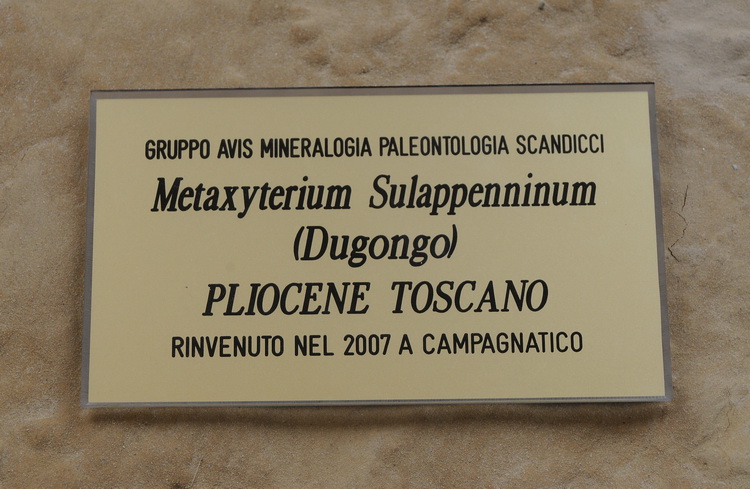 GRUPPO AVIS MINERALOGIA PALEONTOLOGIA SCANDICCI
Metaxyterium Sulappenninum
(Dugongo)
PLIOCENE TOSCANO
RINVENUTO NEL 2007 A CAMPAGNATICO